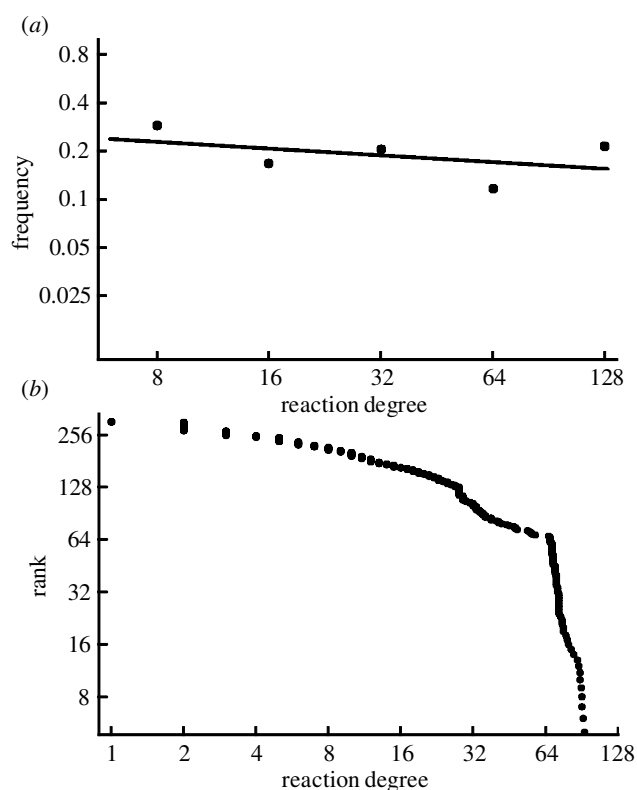 (a)
0.8
0.4
0.2
0.1
0.05
0.025
frequency
8 16 32 64 128
reaction degree
(b)
256
128
64
32
16
8
rank
1 2 4 8 16 32 64 128
reaction degree